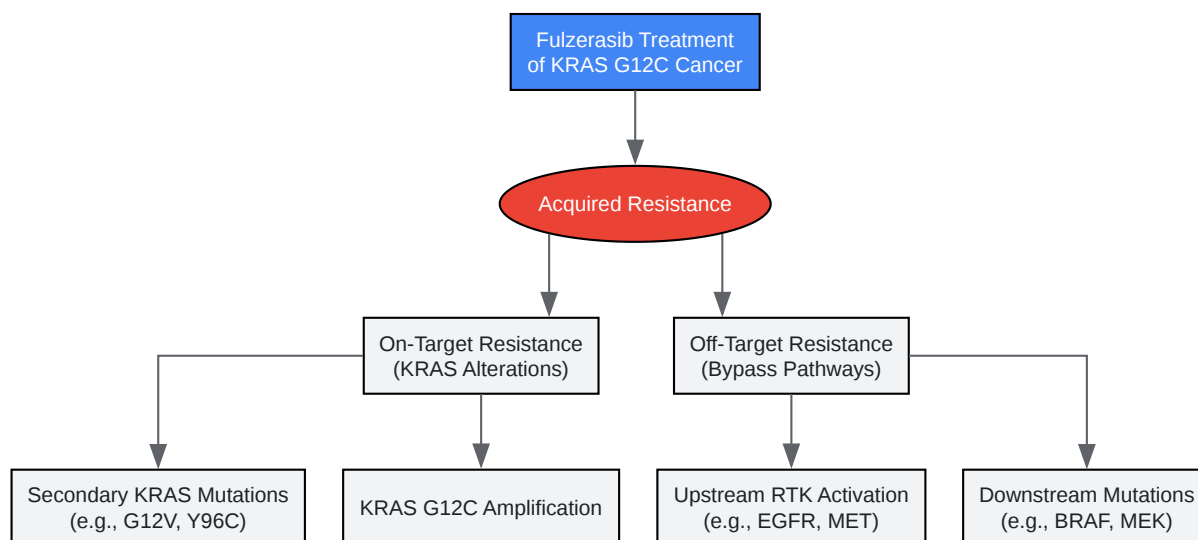 Fulzerasib Treatment
of KRAS G12C Cancer
Acquired Resistance
On-Target Resistance
(KRAS Alterations)
Off-Target Resistance
(Bypass Pathways)
Secondary KRAS Mutations
(e.g., G12V, Y96C)
KRAS G12C Amplification
Upstream RTK Activation
(e.g., EGFR, MET)
Downstream Mutations
(e.g., BRAF, MEK)